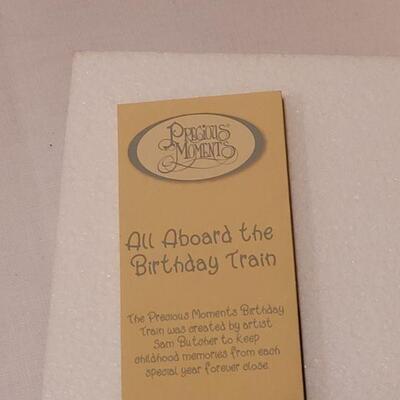 Precious
Moments
All Aboard the
Birthday Train
The Precious Moments Birthday
Train was created by artist
Sam Butcher to keep
childhood memories from each
special year forever close.